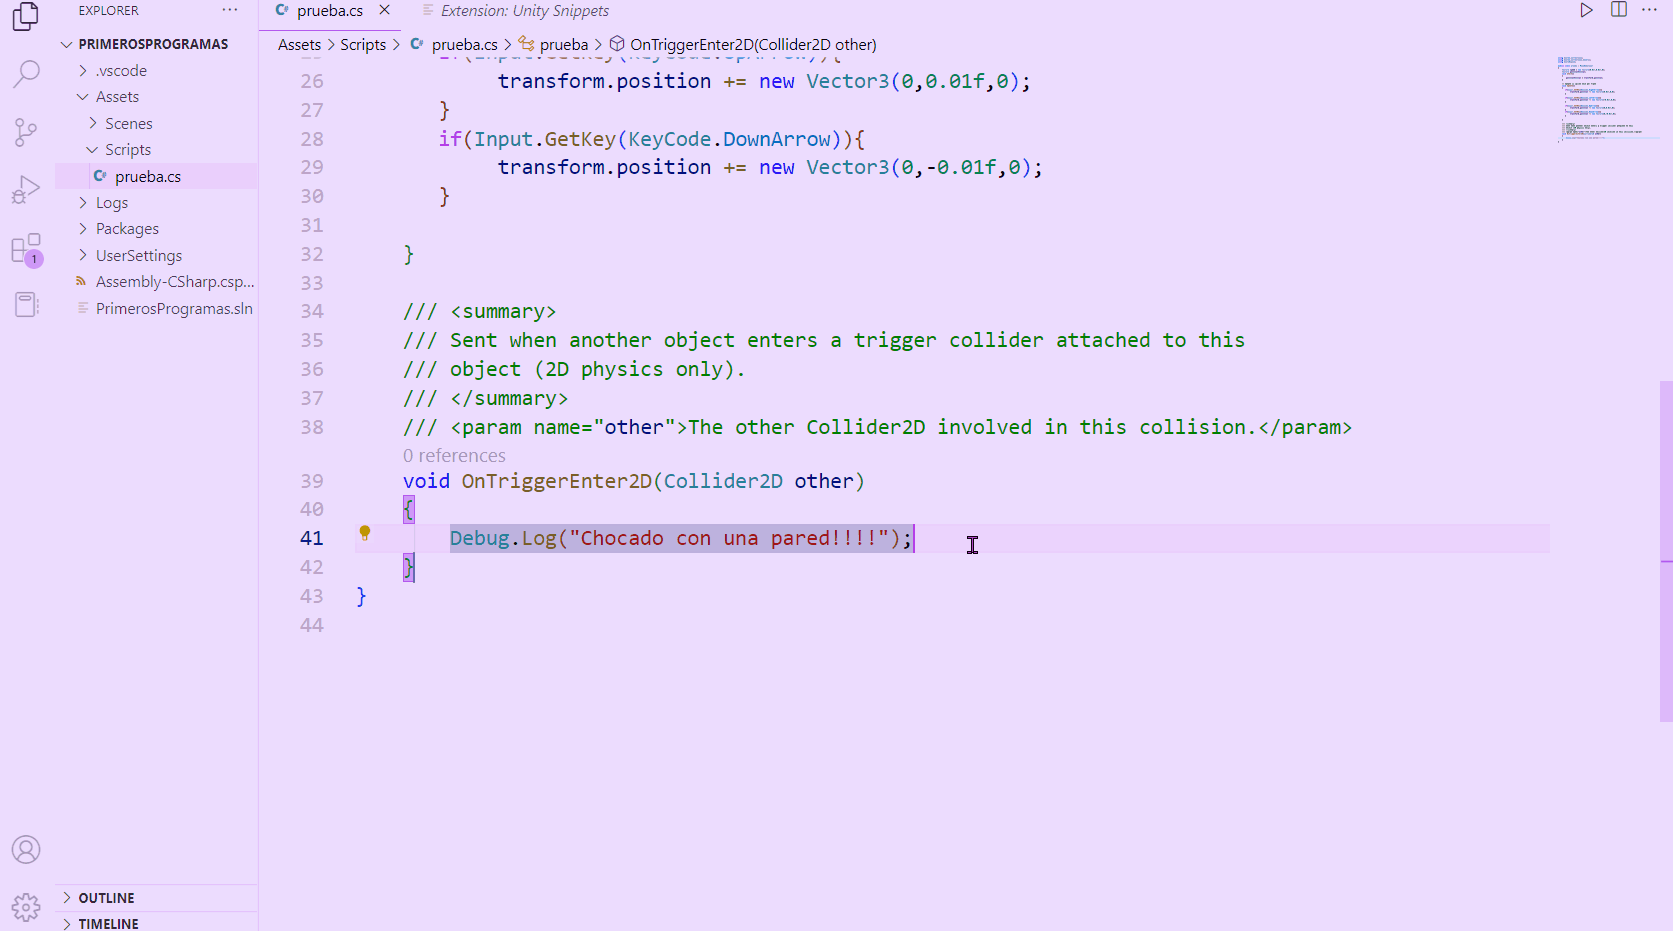 EXPLORER
PRIMEROSPROGRAMAS
.vscode
Assets
Scenes
Scripts
prueba.cs
Logs
Packages
UserSettings
Assembly-CSharp.csp...
PrimerosProgramas.sln
OUTLINE
TIMELINE
1
prueba.cs
Extension: Unity Snippets
Assets > Scripts > prueba.cs > prueba > OnTriggerEnter2D(Collider2D other)
25 if(Input.GetKey(KeyCode.UpArrow)){
26 transform.position += new Vector3(0,0.01f,0);
27 }
28 if(Input.GetKey(KeyCode.DownArrow)){
29 transform.position += new Vector3(0,-0.01f,0);
30 }
31
32 }
33
34 /// <summary>
35 /// Sent when another object enters a trigger collider attached to this
36 /// object (2D physics only).
37 /// </summary>
38 /// <param name="other">The other Collider2D involved in this collision.</param>
0 references
39 void OnTriggerEnter2D(Collider2D other)
40 {
41 Debug.Log("Chocado con una pared!!!!");
42 }
43 }
44